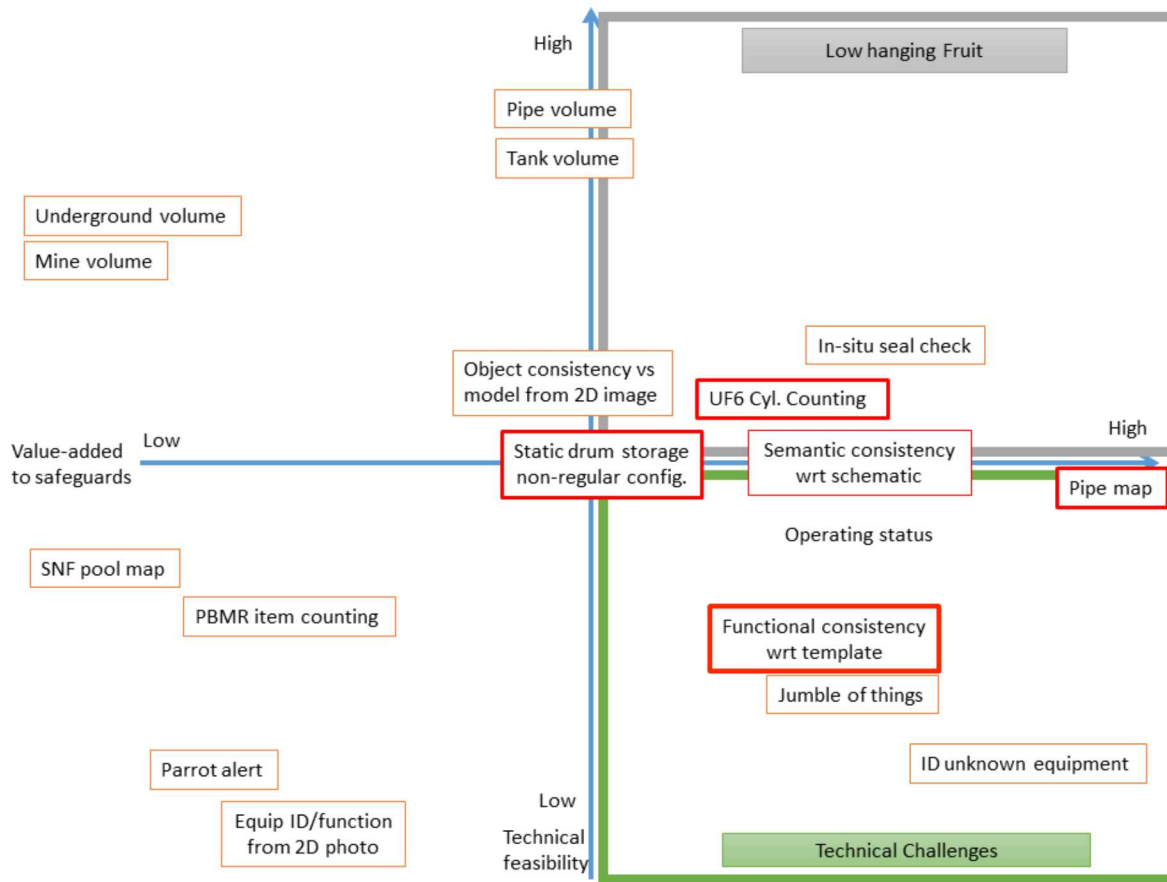 High
Low hanging Fruit
Pipe volume
Tank volume
Underground volume
Mine volume
In-situ seal check
Object consistency vs
model from 2D image
UF6 Cyl. Counting
High
Low
Value-added
to safeguards
Static drum storage
non-regular config.
Semantic consistency
wrt schematic
Pipe map
Operating status
SNF pool map
PBMR item counting
Functional consistency
wrt template
Jumble of things
Parrot alert
ID unknown equipment
Low
Equip ID/function
from 2D photo
Technical
feasibility
Technical Challenges